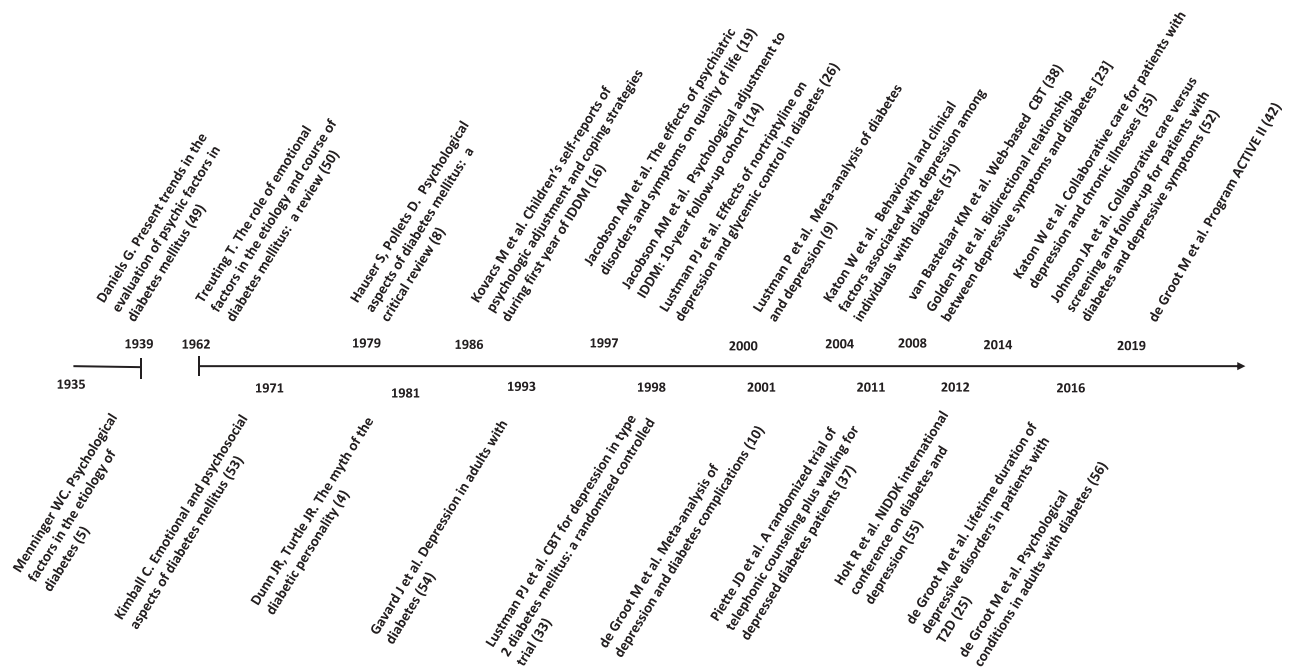 Daniels G. Present trends in the
evaluation of psychic factors in
diabetes mellitus (49)
Treuting T. The role of emotional
factors in the etiology and course of
diabetes mellitus: a review (50)
Hauser S, Pollets D. Psychological
aspects of diabetes mellitus: a
critical review (8)
Kovacs M et al. Children's self-reports of
psychologic adjustment and coping strategies
during first year of IDDM (16)
Jacobson AM et al. The effects of psychiatric
disorders and symptoms on quality of life (19)
Jacobson AM et al. Psychological adjustment to
IDDM: 10-year follow-up cohort (14)
Lustman PJ et al. Effects of nortriptyline on
depression and glycemic control in diabetes (26)
Lustman P et al. Meta-analysis of diabetes
and depression (9)
Katon W et al. Behavioral and clinical
factors associated with depression among
individuals with diabetes (51)
van Bastelaar KM et al. Web-based CBT (38)
Golden SH et al. Bidirectional relationship
between depressive symptoms and diabetes [23]
Katon W et al. Collaborative care for patients with
depression and chronic illnesses (35)
Johnson JA et al. Collaborative care versus
screening and follow-up for patients with
diabetes and depressive symptoms (52)
de Groot M et al. Program ACTIVE II (42)
1939
1962
1979
1986
1997
2000
2004
2008
2014
2019
1935
1971
1981
1993
1998
2001
2011
2012
2016
Menninger WC. Psychological
factors in the etiology of
diabetes (5)
Kimball C. Emotional and psychosocial
aspects of diabetes mellitus (53)
Dunn JR, Turtle JR. The myth of the
diabetic personality (4)
Gavard J et al. Depression in adults with
diabetes (54)
Lustman PJ et al. CBT for depression in type
2 diabetes mellitus: a randomized controlled
trial (33)
de Groot M et al. Meta-analysis of
depression and diabetes complications (10)
Piette JD et al. A randomized trial of
telephonic counseling plus walking for
depressed diabetes patients (37)
Holt R et al. NIDDK international
conference on diabetes and
depression (55)
de Groot M et al. Lifetime duration of
depressive disorders in patients with
T2D (25)
de Groot M et al. Psychological
conditions in adults with diabetes (56)